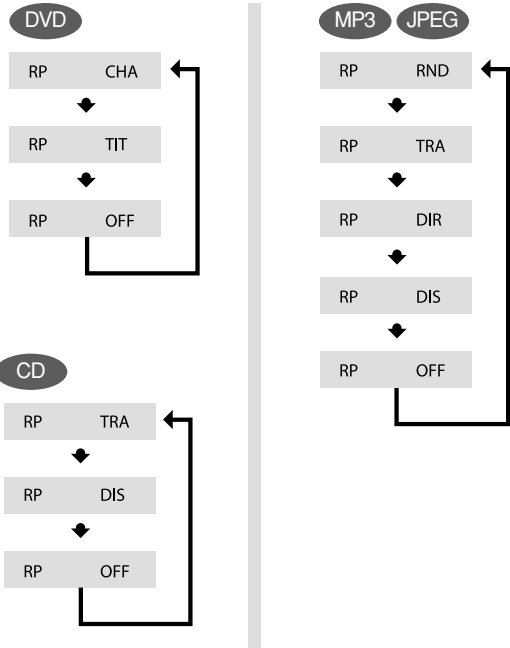 DVD
RP CHA
RP TIT
RP OFF
CD
RP TRA
RP DIS
RP OFF
MP3 JPEG
RP RND
RP TRA
RP DIR
RP DIS
RP OFF